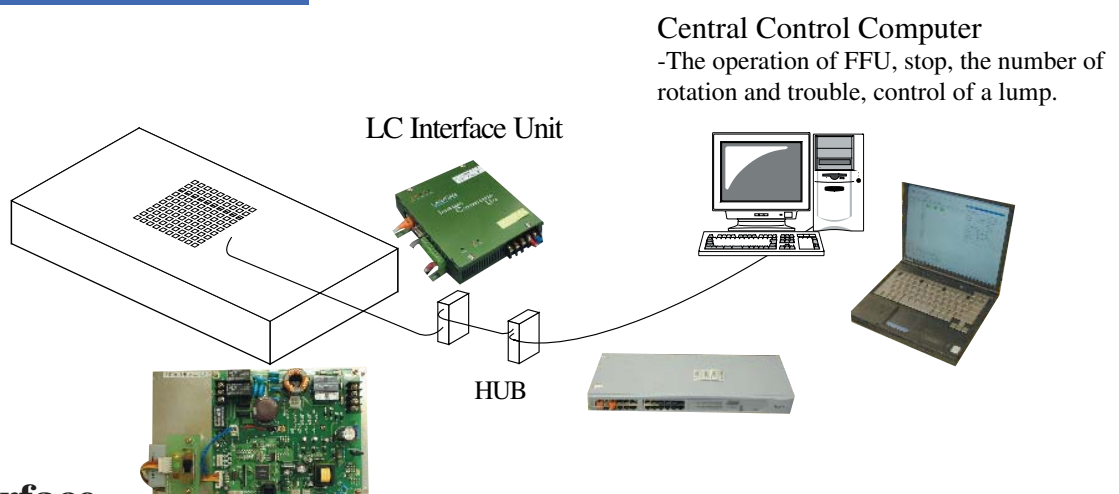 Central Control Computer
-The operation of FFU, stop, the number of
rotation and trouble, control of a lump.
LC Interface Unit
HUB